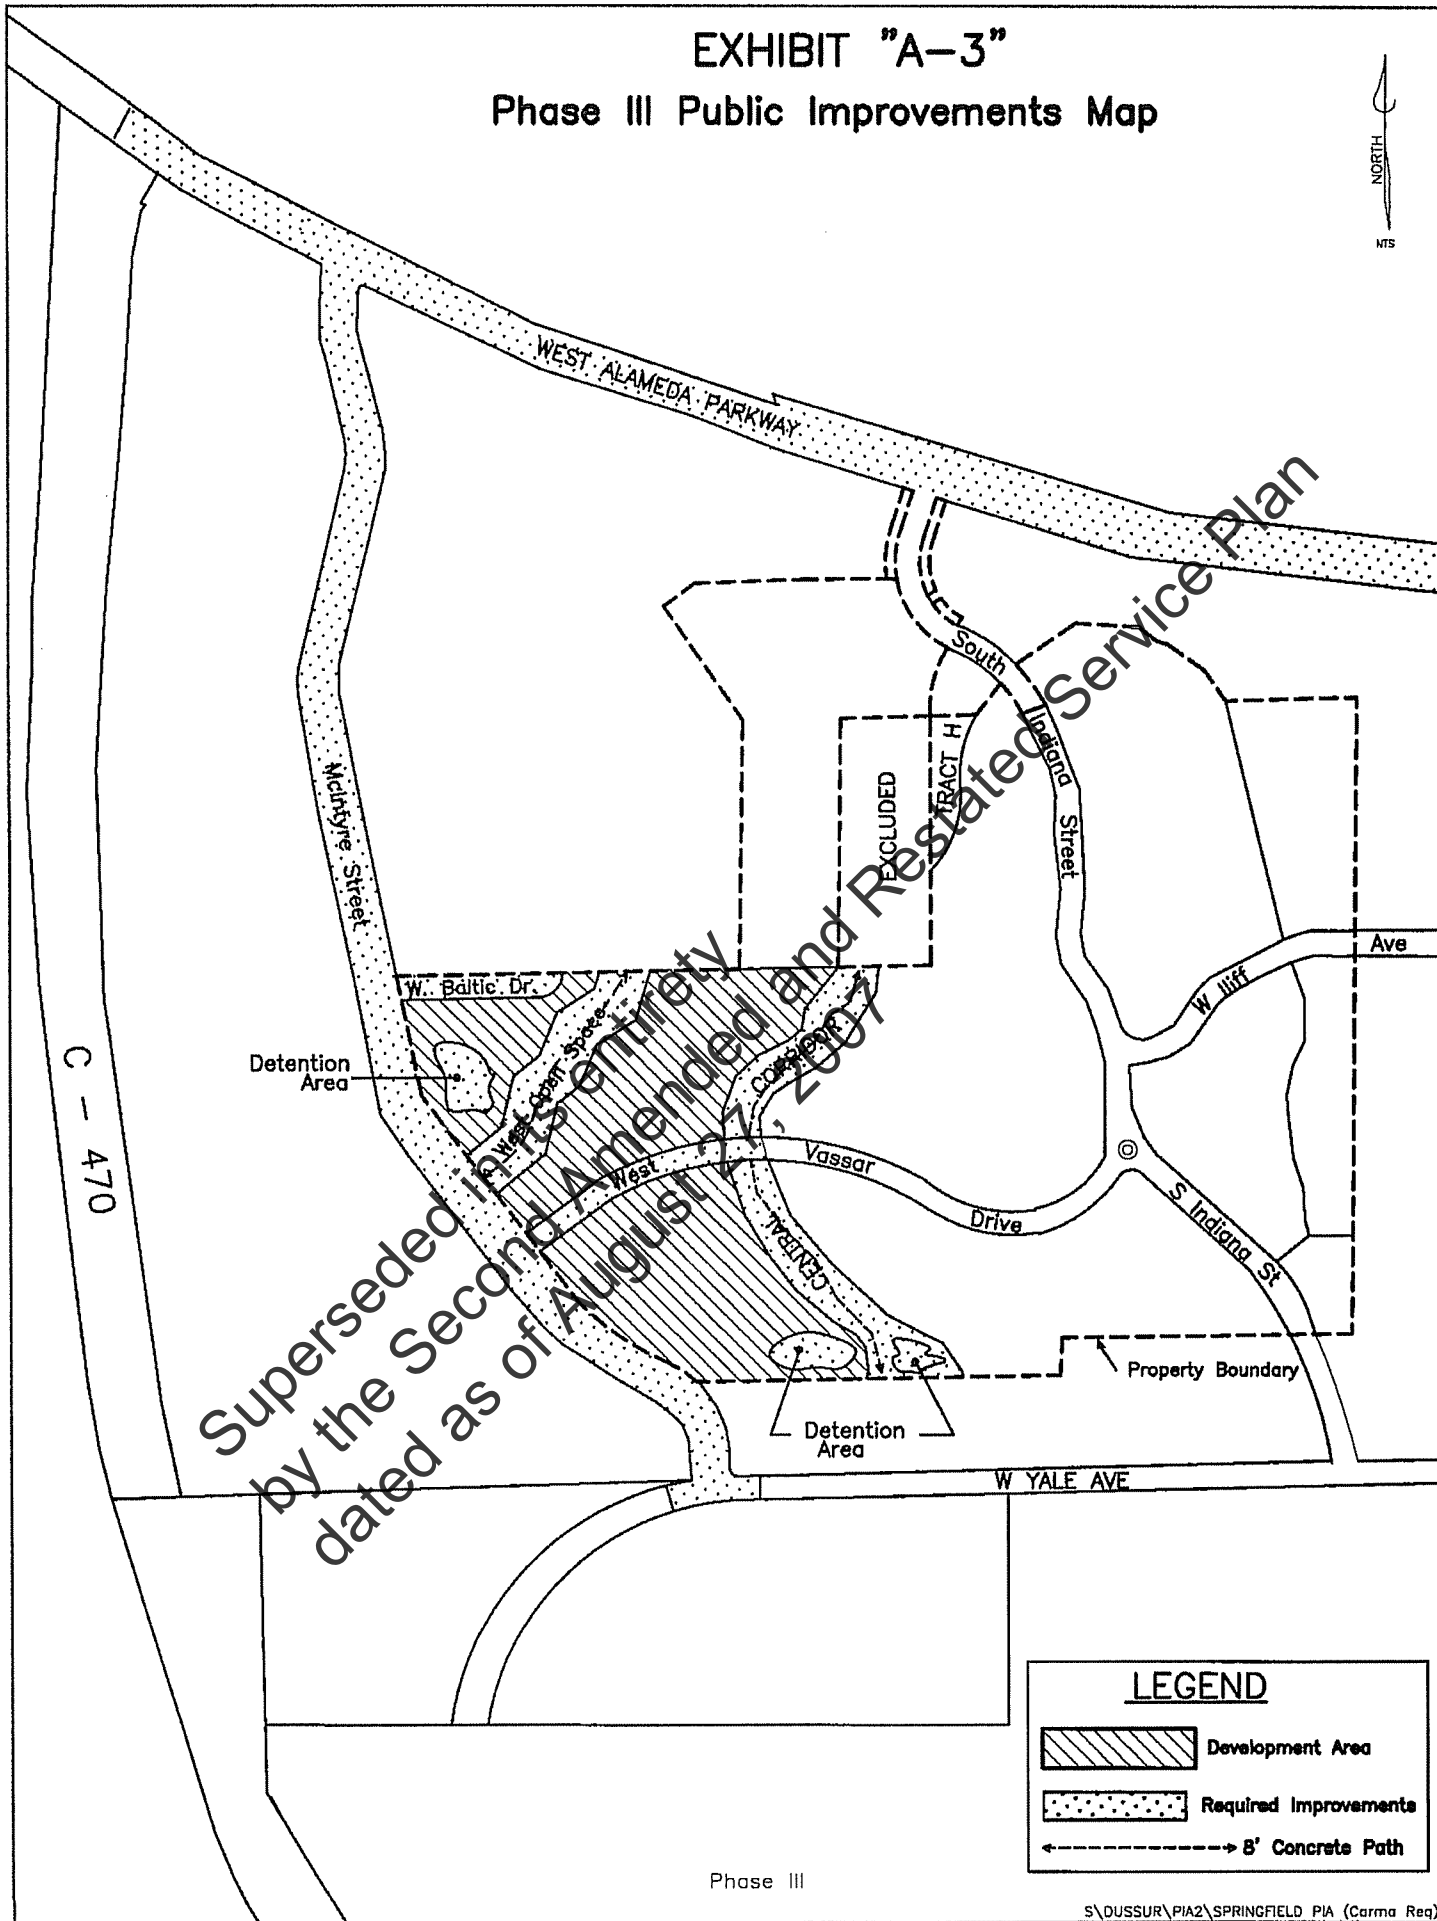 EXHIBIT "A-3"
Phase III Public Improvements Map
NORTH
NTS
WEST ALAMEDA PARKWAY
South Indiana Street
McIntyre Street
EXCLUDED
TRACT H
W Iliff Ave
W. Baltic Dr.
West Open Space
CENTRAL CORRIDOR
Detention
Area
C - 470
West Vassar Drive
S Indiana St
Property Boundary
Detention
Area
W YALE AVE
Superseded in its entirety
by the Second Amended and Restated Service Plan
dated as of August 27, 2007
LEGEND
Development Area
Required Improvements
8' Concrete Path
Phase III
S\DUSSUR\PIA2\SPRINGFIELD PIA (Carma Req)